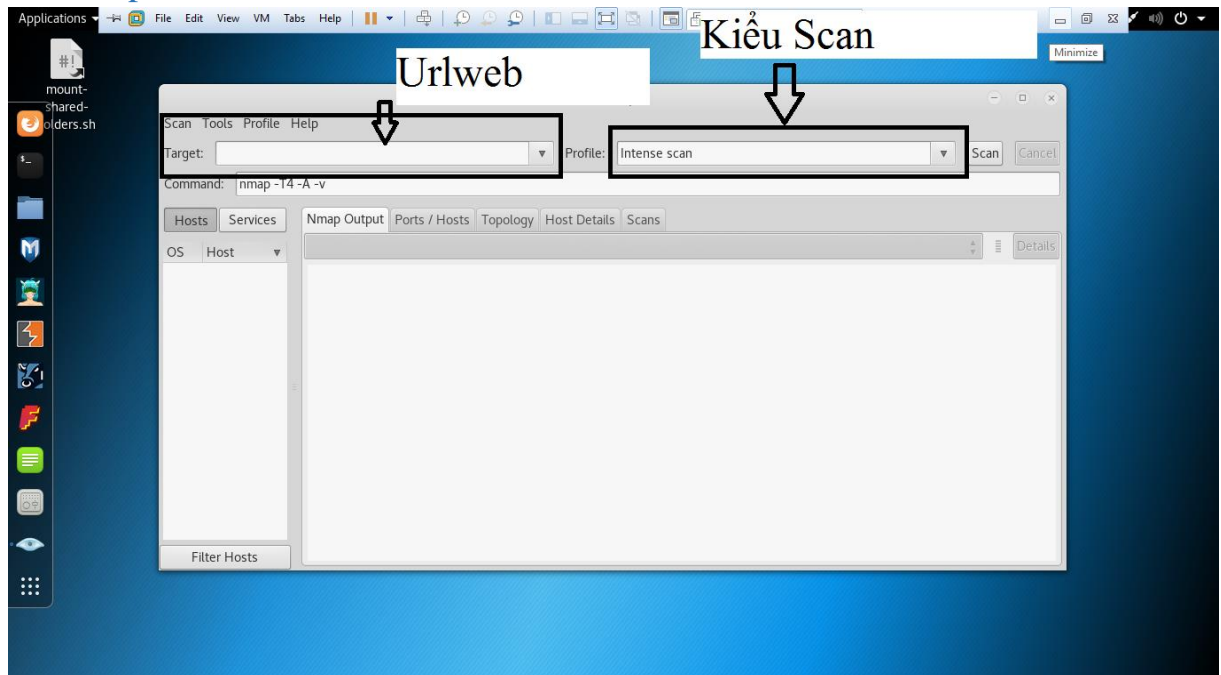 Applications File Edit View VM Tabs Help
Kiểu Scan
Minimize
#!
mount-
shared-
olders.sh
Urlweb
Scan Tools Profile Help
Target: Profile: Intense scan Scan Cancel
Command: nmap -T4 -A -v
Hosts Services Nmap Output Ports / Hosts Topology Host Details Scans
OS Host Details
Filter Hosts